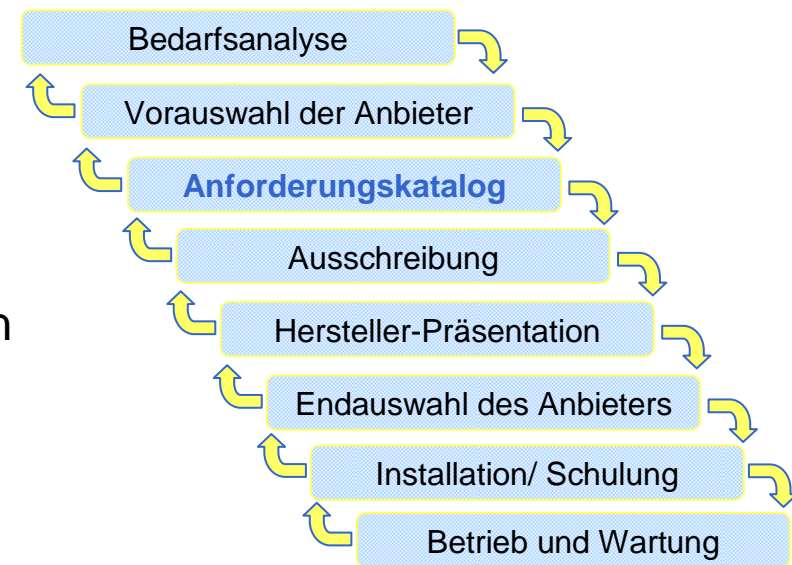 Bedarfsanalyse
Vorauswahl der Anbieter
Anforderungskatalog
Ausschreibung
n
Hersteller-Präsentation
Endauswahl des Anbieters
Installation/ Schulung
Betrieb und Wartung